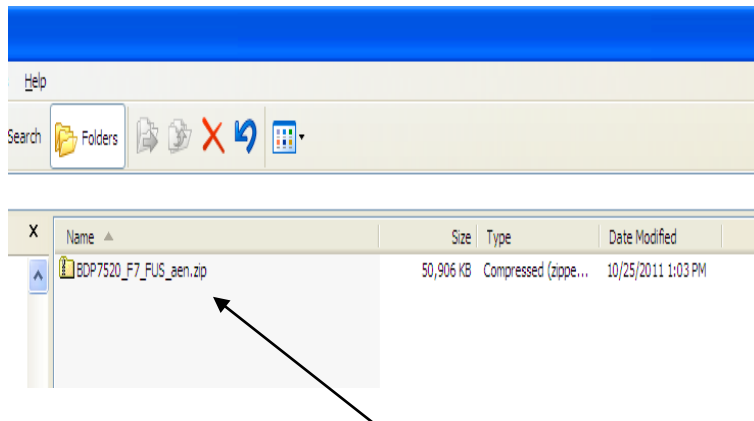 Help
Search Folders
X Name Size Type Date Modified
BDP7520_F7_FUS_aen.zip 50,906 KB Compressed (zippe... 10/25/2011 1:03 PM